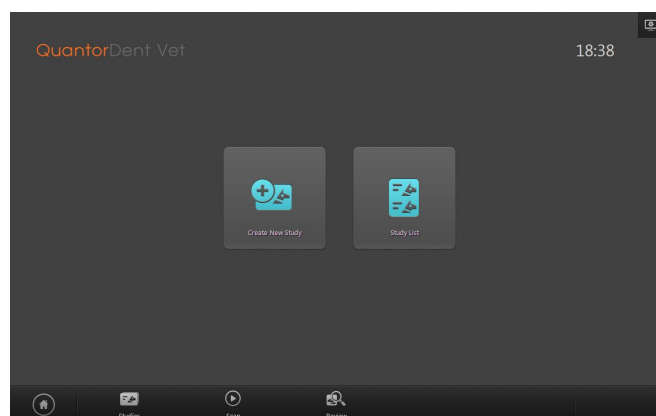 QuantorDent Vet
18:38
Create New Study
Study List
Studies
Scan
Review